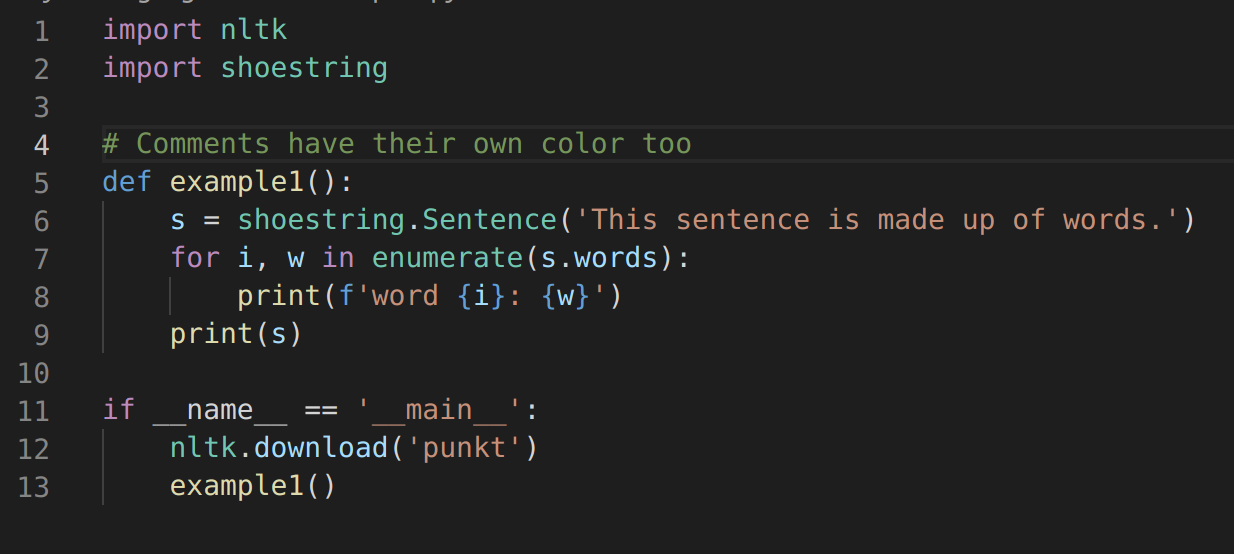 1 import nltk
2 import shoestring
3
4 # Comments have their own color too
5 def example1():
6     s = shoestring.Sentence('This sentence is made up of words.')
7     for i, w in enumerate(s.words):
8         print(f'word {i}: {w}')
9     print(s)
10
11 if __name__ == '__main__':
12     nltk.download('punkt')
13     example1()